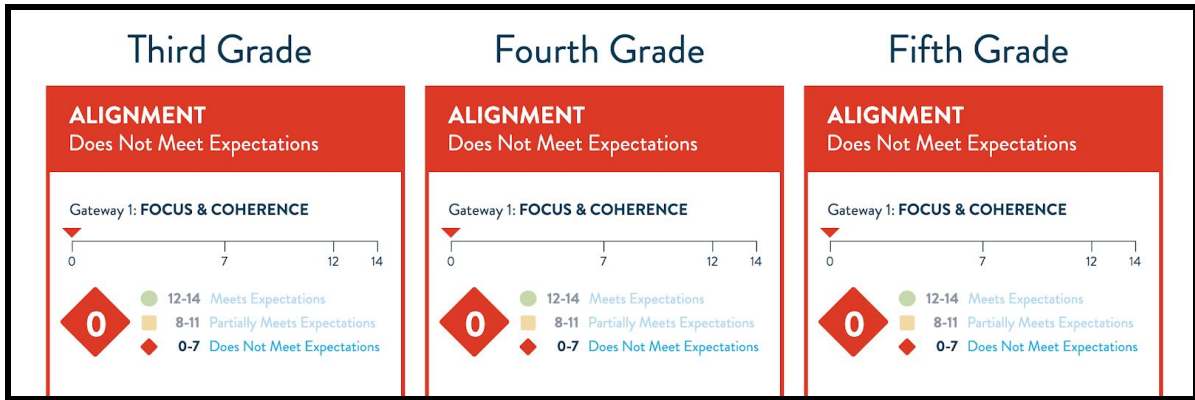 Third Grade
ALIGNMENT
Does Not Meet Expectations
Gateway 1: FOCUS & COHERENCE
0 7 12 14
0
12-14 Meets Expectations
8-11 Partially Meets Expectations
0-7 Does Not Meet Expectations
Fourth Grade
ALIGNMENT
Does Not Meet Expectations
Gateway 1: FOCUS & COHERENCE
0 7 12 14
0
12-14 Meets Expectations
8-11 Partially Meets Expectations
0-7 Does Not Meet Expectations
Fifth Grade
ALIGNMENT
Does Not Meet Expectations
Gateway 1: FOCUS & COHERENCE
0 7 12 14
0
12-14 Meets Expectations
8-11 Partially Meets Expectations
0-7 Does Not Meet Expectations